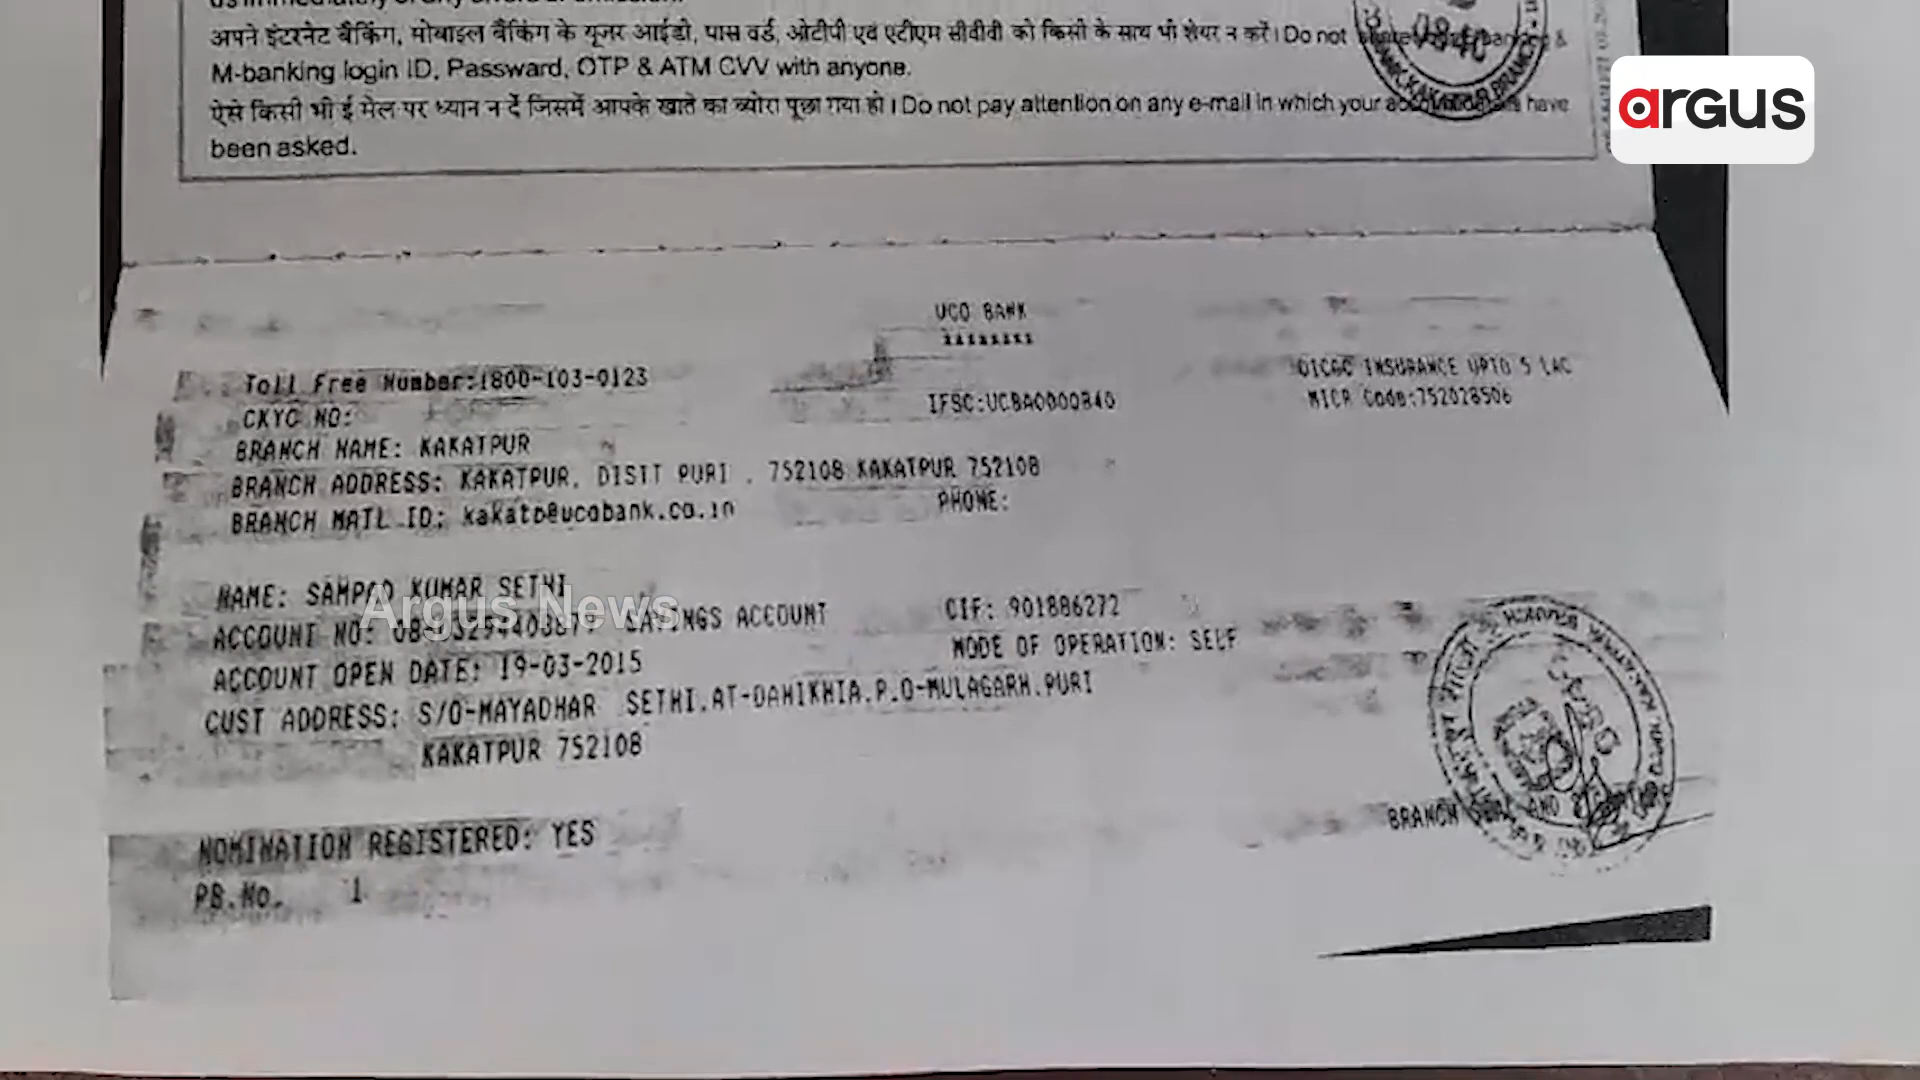 अपने इंटरनेट बैंकिंग, मोबाइल बैंकिंग के यूजर आईडी, पास वर्ड, ओटीपी एवं एटीएम सीवीवी को किसी के साथ भी शेयर न करें। Do not
M-banking login ID, Passward, OTP & ATM CVV with anyone.
ऐसे किसी भी ई मेल पर ध्यान न दें जिसमें आपके खाते का ब्योरा पूछा गया हो। Do not pay attention on any e-mail in which your have
been asked.
argus
UCO BANK
Toll Free Number:1800-103-0123
DICGC INSURANCE UPTO 5 LAC
CKYC NO:
IFSC:UCBA0000840
MICR Code:752028506
BRANCH NAME: KAKATPUR
BRANCH ADDRESS: KAKATPUR, DISTT PURI , 752108 KAKATPUR 752108
BRANCH MAIL ID: kakatp@ucobank.co.in
PHONE:
NAME: SAMPAD KUMAR SETHI
Argus News
ACCOUNT NO: SAVINGS ACCOUNT
CIF: 901886272
ACCOUNT OPEN DATE: 19-03-2015
MODE OF OPERATION: SELF
CUST ADDRESS: S/O-MAYADHAR SETHI,AT-DAHIKHIA,P.O-MULAGARH,PURI
KAKATPUR 752108
NOMINATION REGISTERED: YES
BRANCH
PB.No. 1